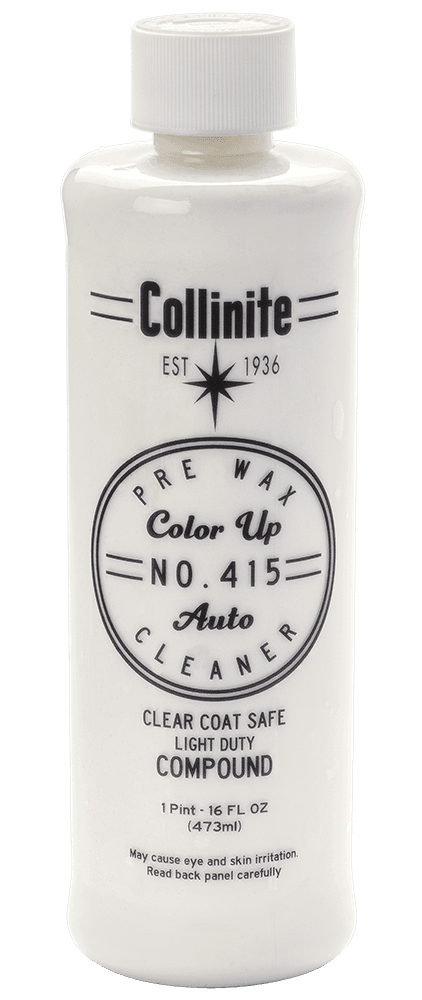 Collinite
EST 1936
PRE WAX
Color Up
NO. 415
Auto
CLEANER
CLEAR COAT SAFE
LIGHT DUTY
COMPOUND
1 Pint - 16 FL OZ
(473ml)
May cause eye and skin irritation.
Read back panel carefully